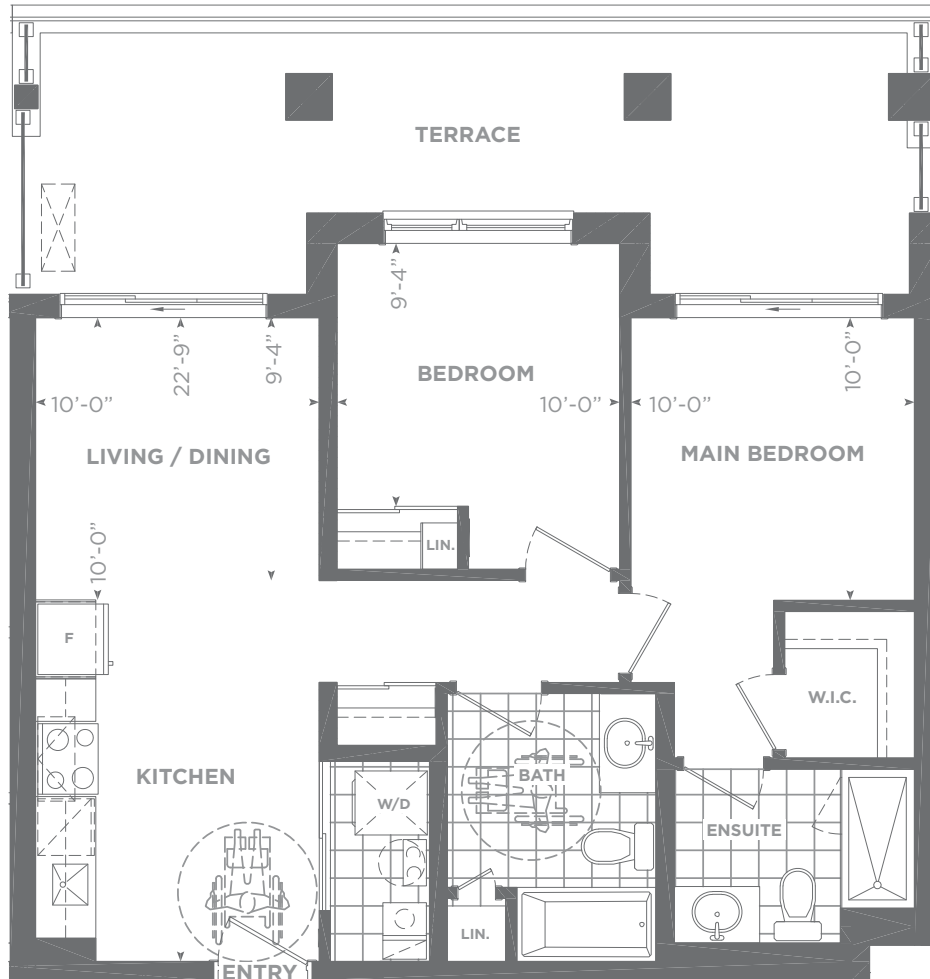 TERRACE
9'-4"
22'-9"
9'-4"
10'-0"
BEDROOM
10'-0"
10'-0"
10'-0"
LIVING / DINING
MAIN BEDROOM
10'-0"
LIN.
F
W.I.C.
KITCHEN
W/D
BATH
ENSUITE
LIN.
ENTRY